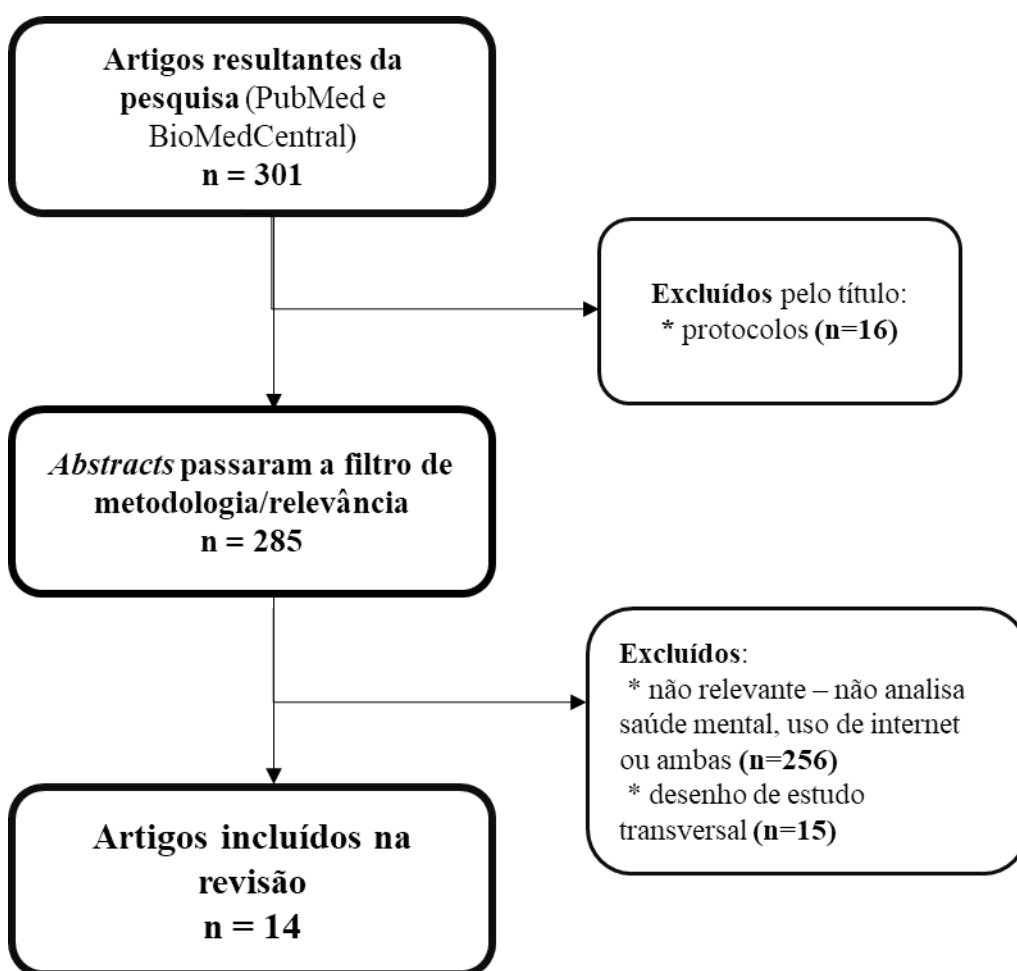 Artigos resultantes da
pesquisa (PubMed e
BioMedCentral)
n = 301
Excluídos pelo título:
* protocolos (n=16)
Abstracts passaram a filtro de
metodologia/relevância
n = 285
Excluídos:
* não relevante – não analisa
saúde mental, uso de internet
ou ambas (n=256)
* desenho de estudo
transversal (n=15)
Artigos incluídos na
revisão
n = 14